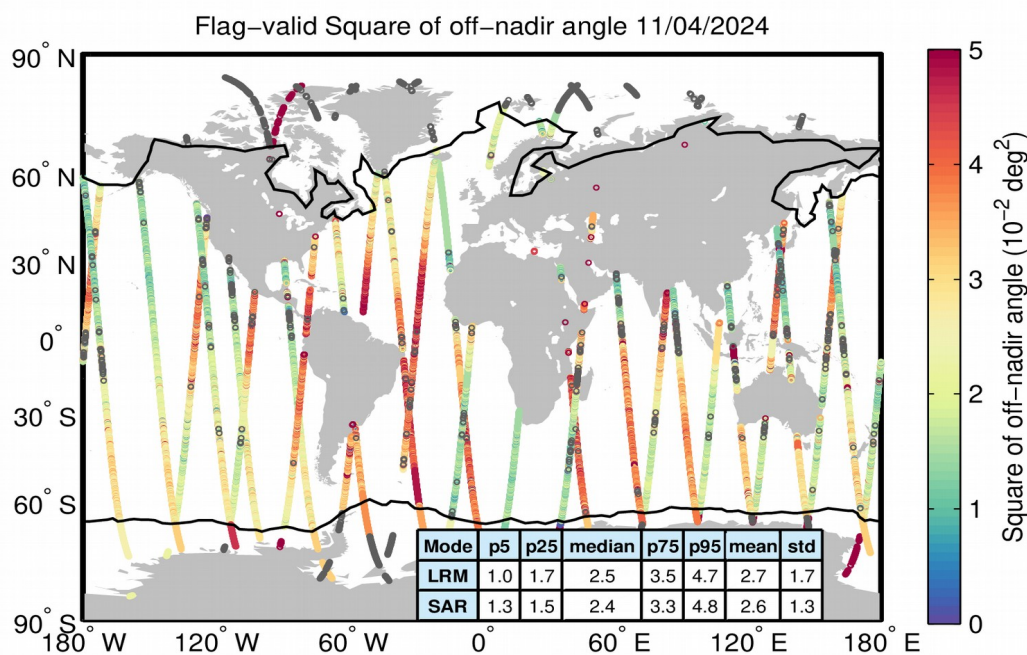 Flag−valid Square of off−nadir angle 11/04/2024
90° N
60° N
30° N
0°
30° S
60° S
90° S
180° W
120° W
60° W
0°
60° E
120° E
180° E
Mode p5 p25 median p75 p95 mean std
LRM 1.0 1.7 2.5 3.5 4.7 2.7 1.7
SAR 1.3 1.5 2.4 3.3 4.8 2.6 1.3
5
4
3
2
1
0
Square of off−nadir angle (10⁻² deg²)